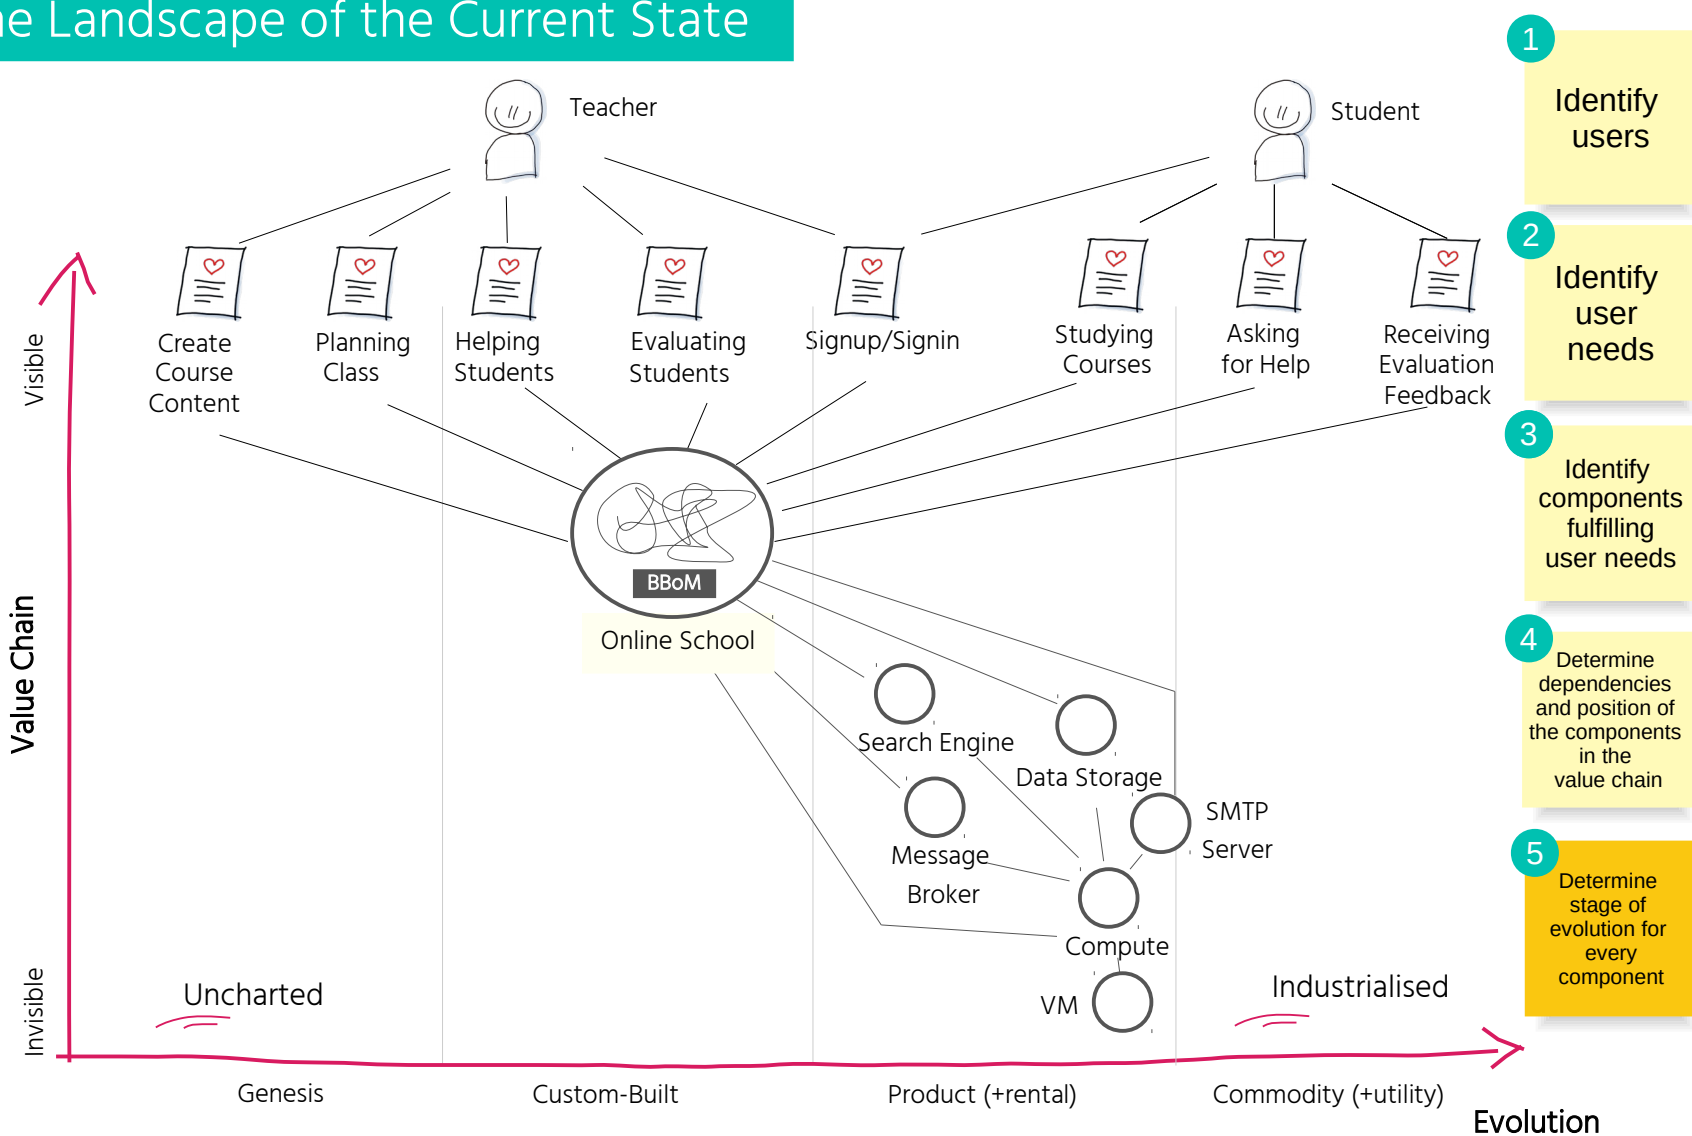 he Landscape of the Current State
Teacher
Student
Create
Course
Content
Planning
Class
Helping
Students
Evaluating
Students
Signup/Signin
Studying
Courses
Asking
for Help
Receiving
Evaluation
Feedback
BBoM
Online School
Search Engine
Data Storage
SMTP
Server
Message
Broker
Compute
VM
Visible
Value Chain
Invisible
Uncharted
Industrialised
Genesis
Custom-Built
Product (+rental)
Commodity (+utility)
Evolution
1
Identify
users
2
Identify
user
needs
3
Identify
components
fulfilling
user needs
4
Determine
dependencies
and position of
the components
in the
value chain
5
Determine
stage of
evolution for
every
component